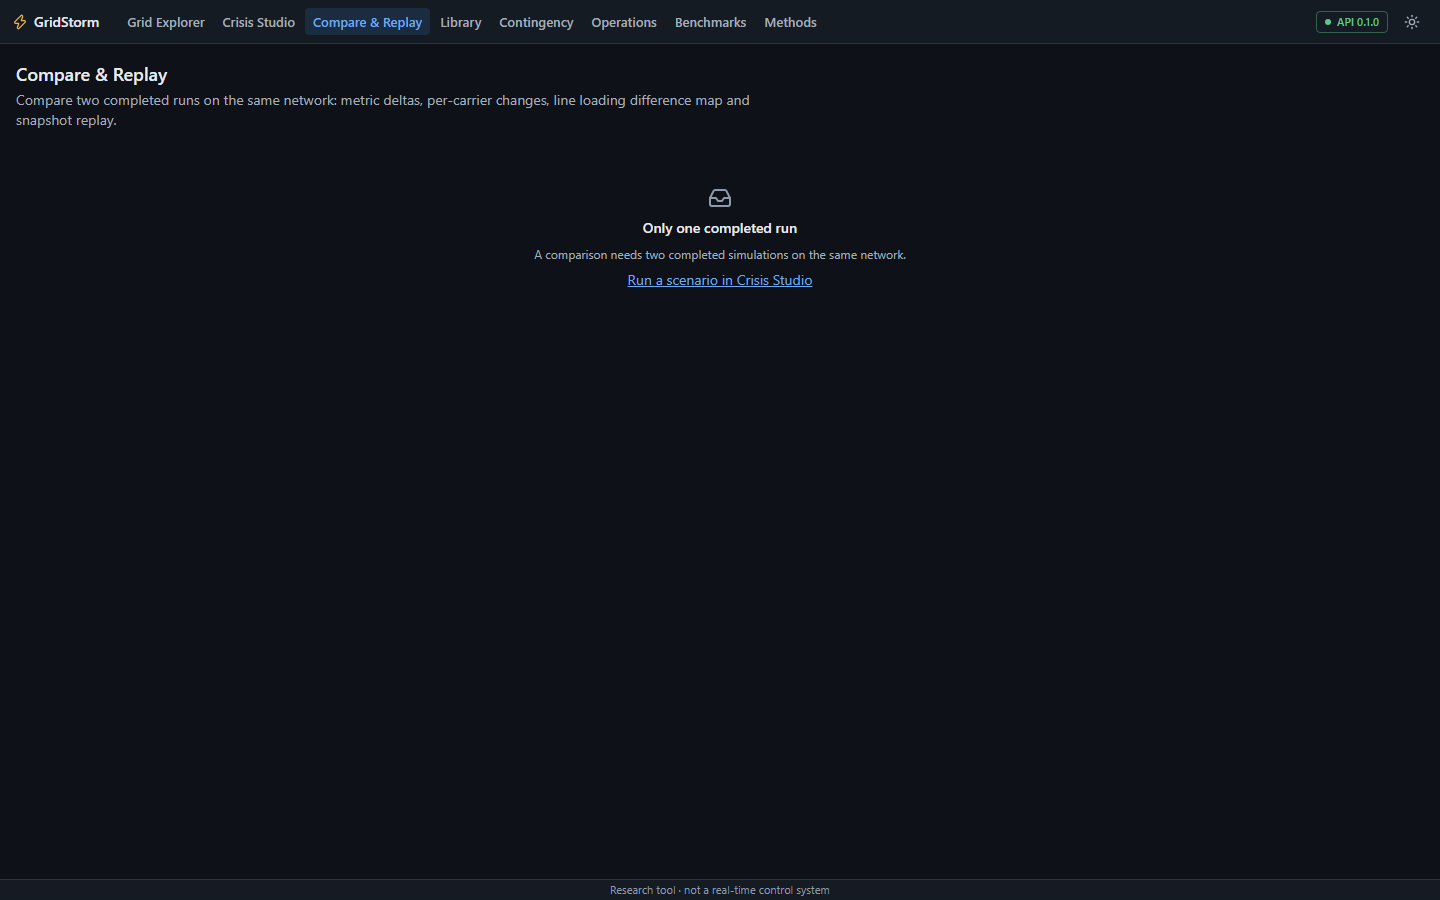 GridStorm Grid Explorer Crisis Studio Compare & Replay Library Contingency Operations Benchmarks Methods API 0.1.0
Compare & Replay
Compare two completed runs on the same network: metric deltas, per-carrier changes, line loading difference map and
snapshot replay.
Only one completed run
A comparison needs two completed simulations on the same network.
Run a scenario in Crisis Studio
Research tool · not a real-time control system